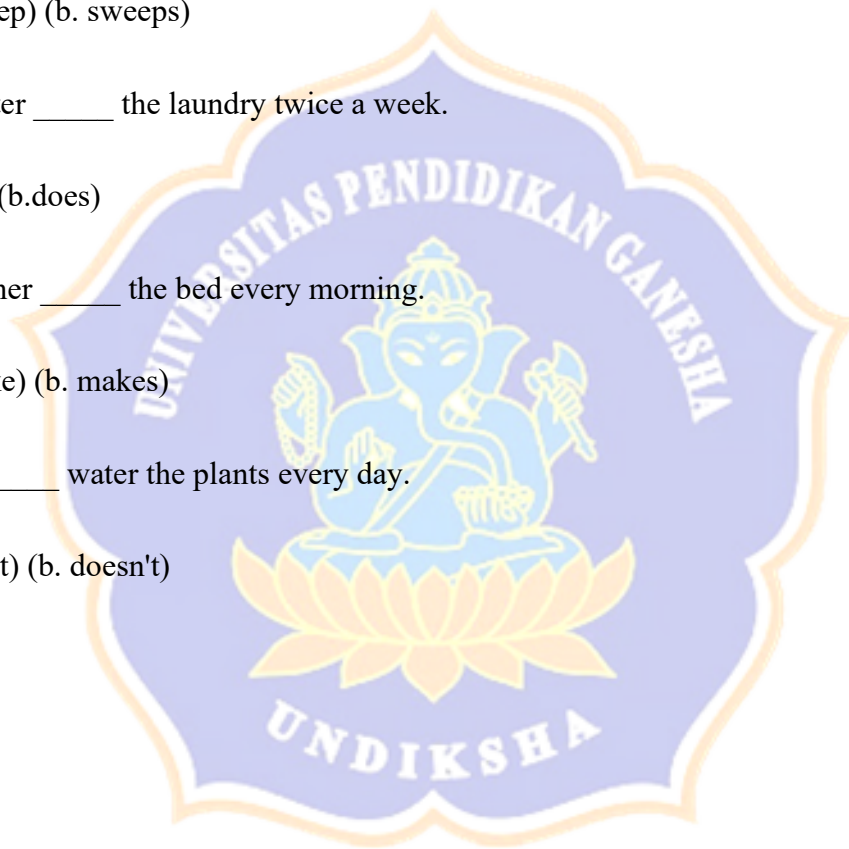 ep) (b. sweeps)
er _____ the laundry twice a week.
(b.does)
her _____ the bed every morning.
e) (b. makes)
____ water the plants every day.
t) (b. doesn't)
UNIVERSITAS PENDIDIKAN GANESHA
UNDIKSHA